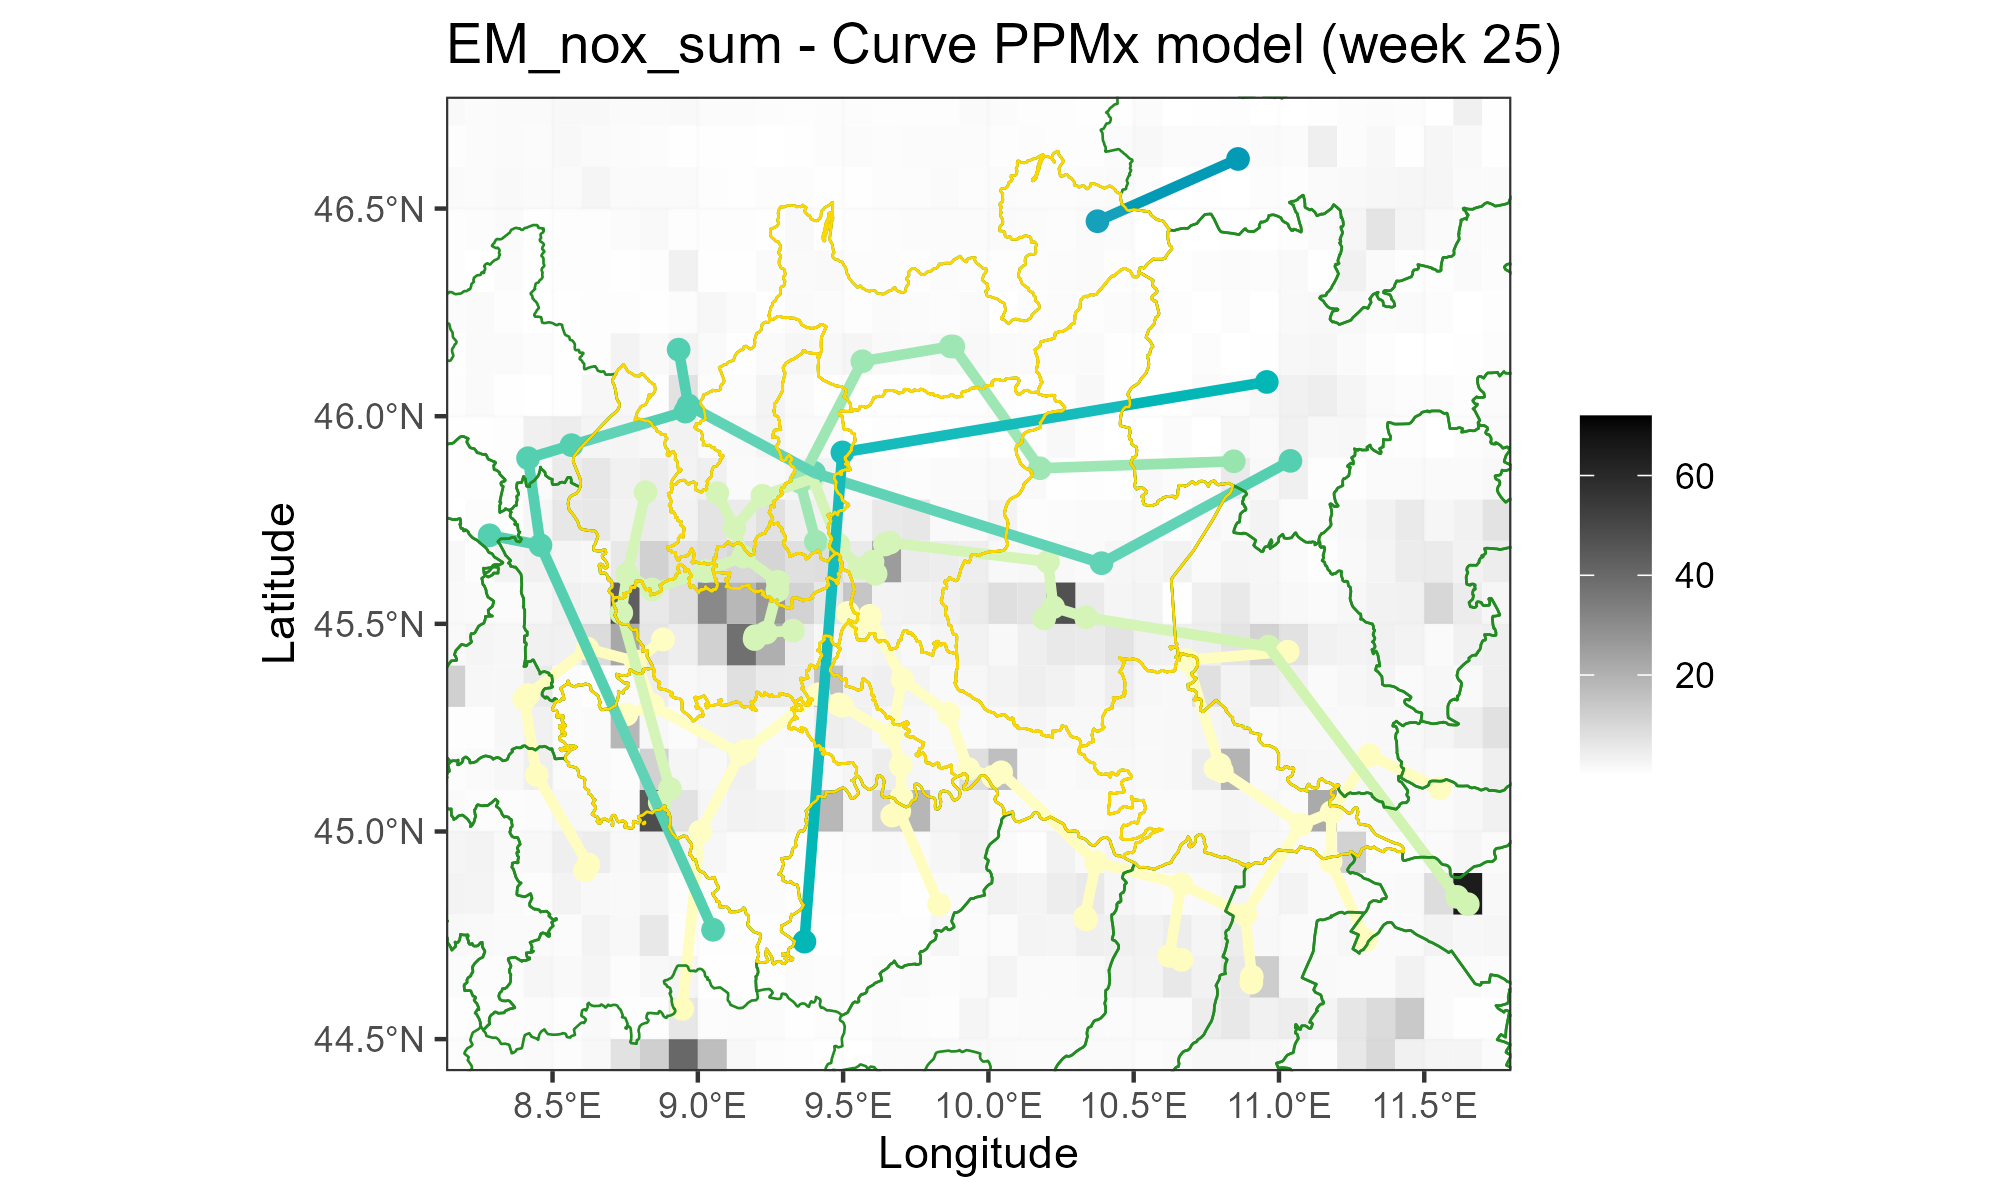 EM_nox_sum - Curve PPMx model (week 25)
46.5°N
46.0°N
45.5°N
45.0°N
44.5°N
Latitude
8.5°E 9.0°E 9.5°E 10.0°E 10.5°E 11.0°E 11.5°E
Longitude
60
40
20